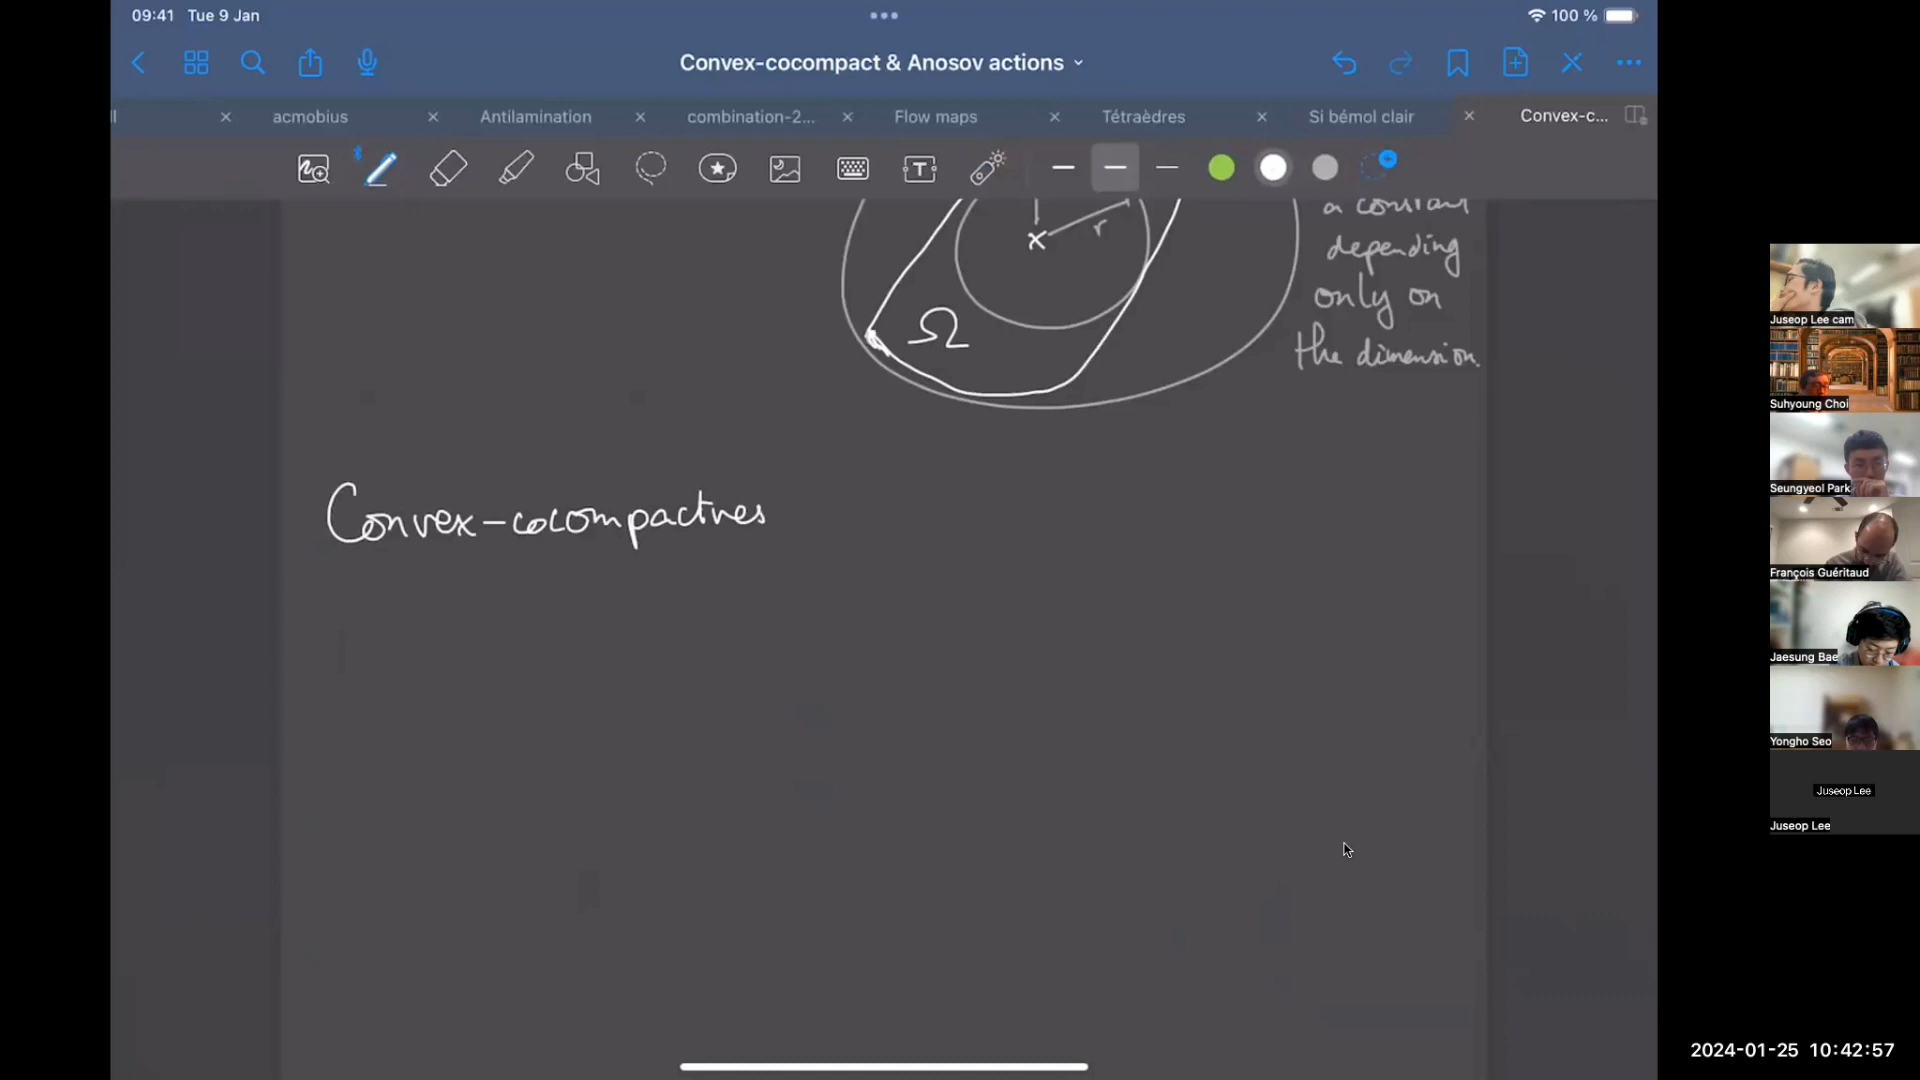 09:41 Tue 9 Jan
100 %
Convex-cocompact & Anosov actions
ll
acmobius
Antilamination
combination-2...
Flow maps
Tétraèdres
Si bémol clair
Convex-c...
T
a constant
depending
only on
the dimension.
x
r
Ω
Convex-cocompactnes
Juseop Lee cam
Suhyoung Choi
Seungyeol Park
François Guéritaud
Jaesung Bae
Yongho Seo
Juseop Lee
Juseop Lee
2024-01-25 10:42:57